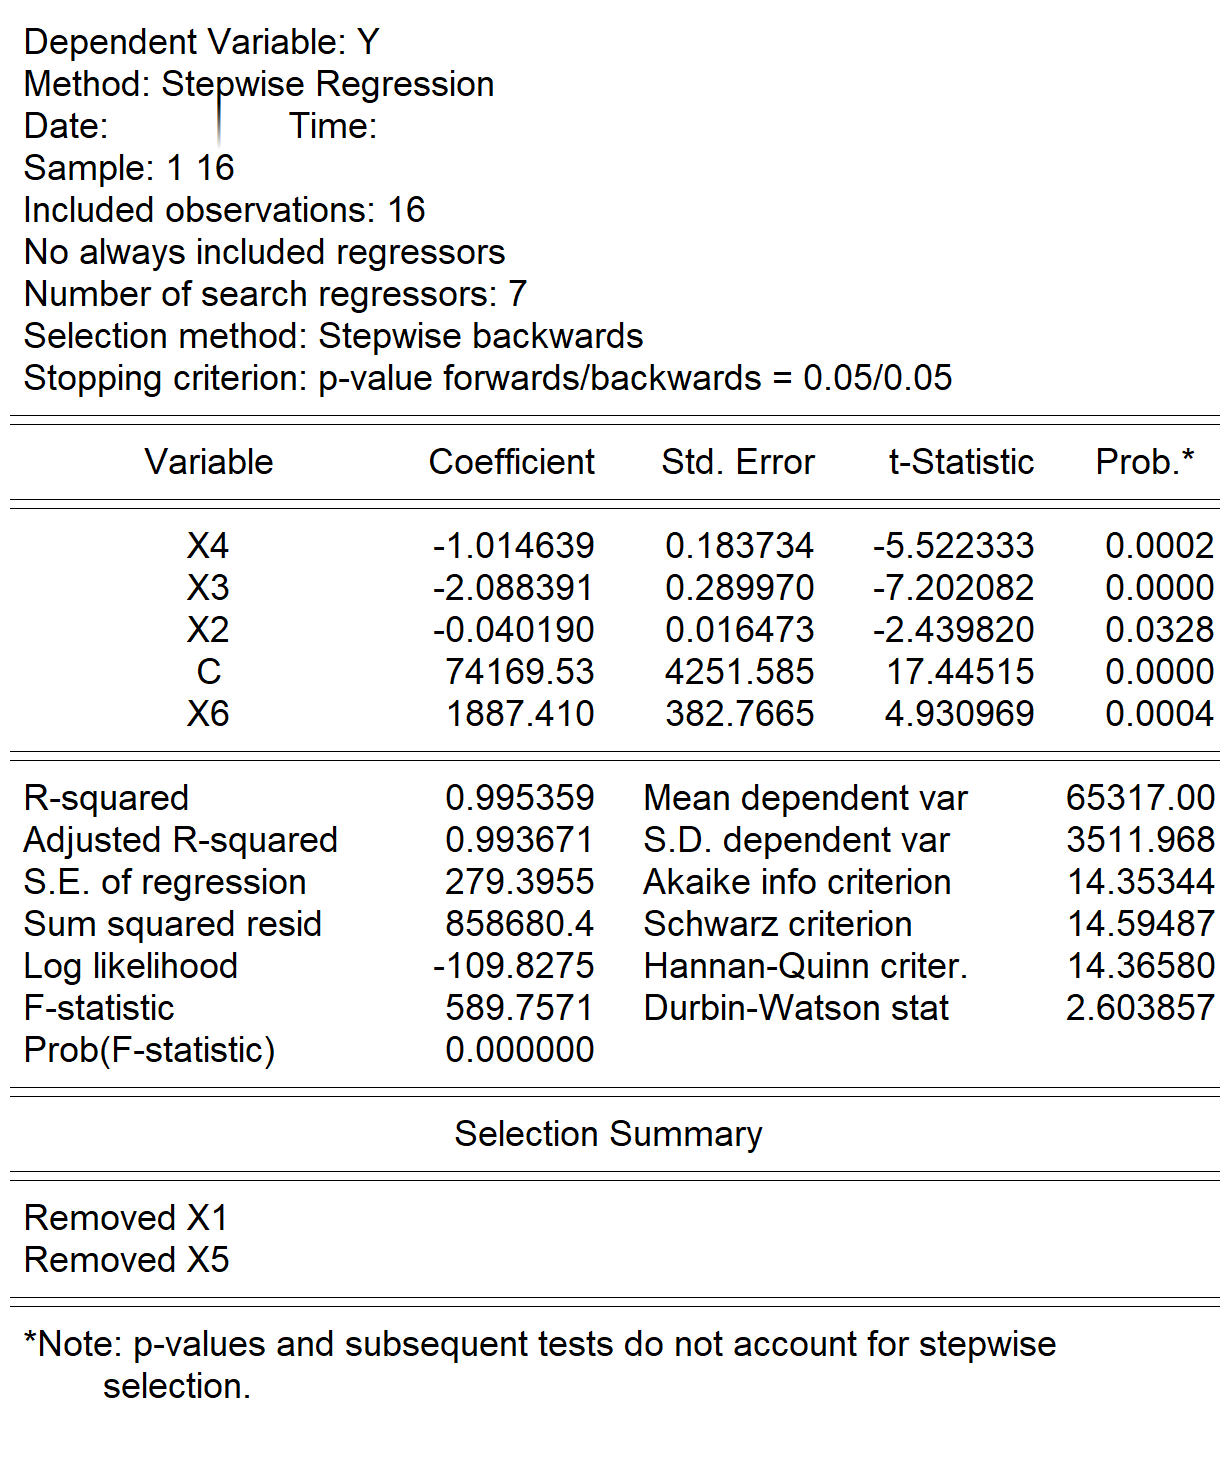 Dependent Variable: Y
Method: Stepwise Regression
Date: Time:
Sample: 1 16
Included observations: 16
No always included regressors
Number of search regressors: 7
Selection method: Stepwise backwards
Stopping criterion: p-value forwards/backwards = 0.05/0.05
Variable Coefficient Std. Error t-Statistic Prob.*
X4 -1.014639 0.183734 -5.522333 0.0002
X3 -2.088391 0.289970 -7.202082 0.0000
X2 -0.040190 0.016473 -2.439820 0.0328
C 74169.53 4251.585 17.44515 0.0000
X6 1887.410 382.7665 4.930969 0.0004
R-squared 0.995359 Mean dependent var 65317.00
Adjusted R-squared 0.993671 S.D. dependent var 3511.968
S.E. of regression 279.3955 Akaike info criterion 14.35344
Sum squared resid 858680.4 Schwarz criterion 14.59487
Log likelihood -109.8275 Hannan-Quinn criter. 14.36580
F-statistic 589.7571 Durbin-Watson stat 2.603857
Prob(F-statistic) 0.000000
Selection Summary
Removed X1
Removed X5
*Note: p-values and subsequent tests do not account for stepwise
selection.